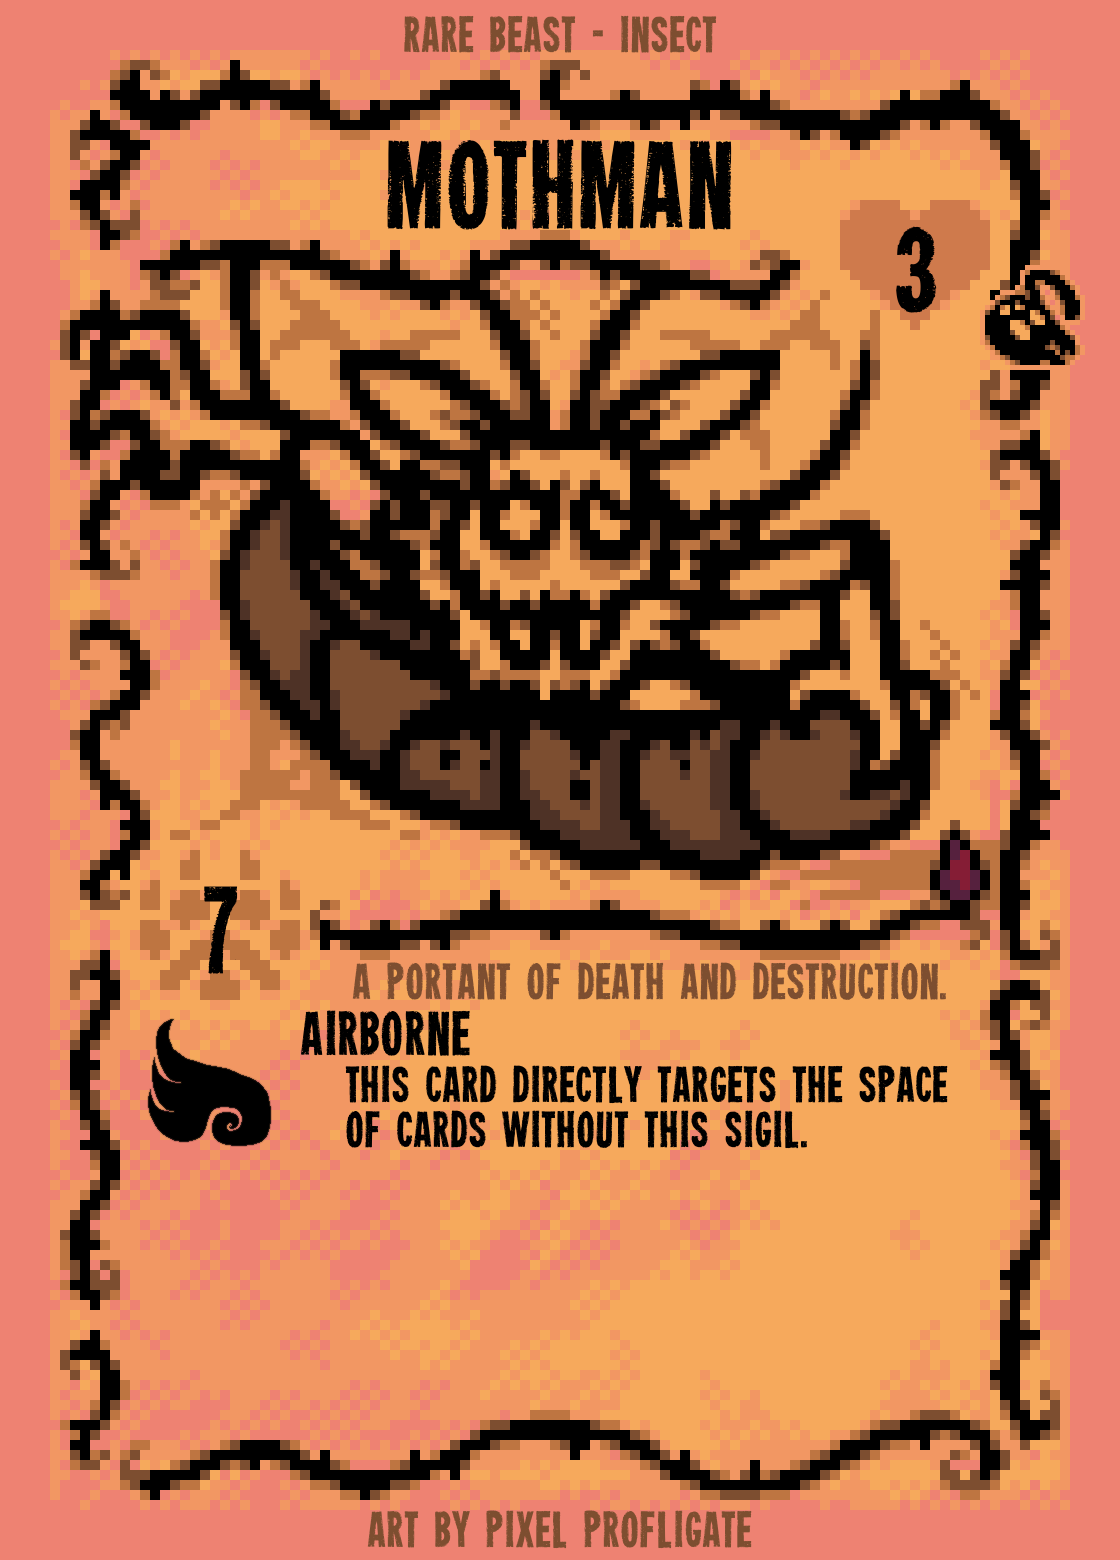 RARE BEAST - INSECT
MOTHMAN
3
7
A PORTANT OF DEATH AND DESTRUCTION.
AIRBORNE
THIS CARD DIRECTLY TARGETS THE SPACE
OF CARDS WITHOUT THIS SIGIL.
ART BY PIXEL PROFLIGATE